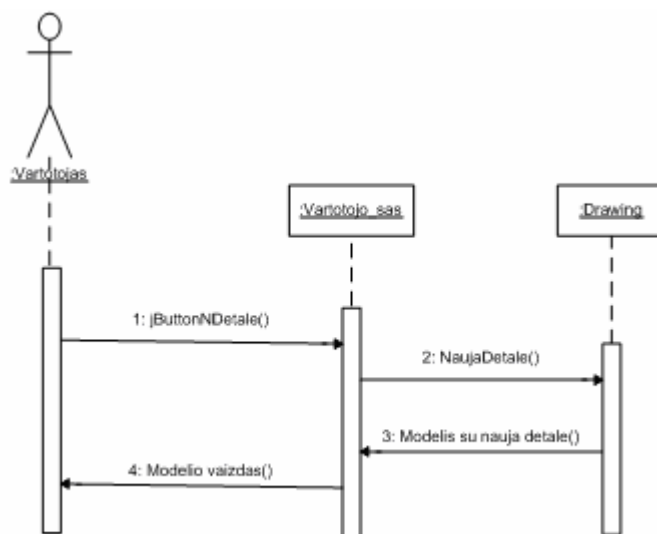 :Vartotojas
:Vartotojo_sas
:Drawing
1: jButtonNDetale()
2: NaujaDetale()
3: Modelis su nauja detale()
4: Modelio vaizdas()